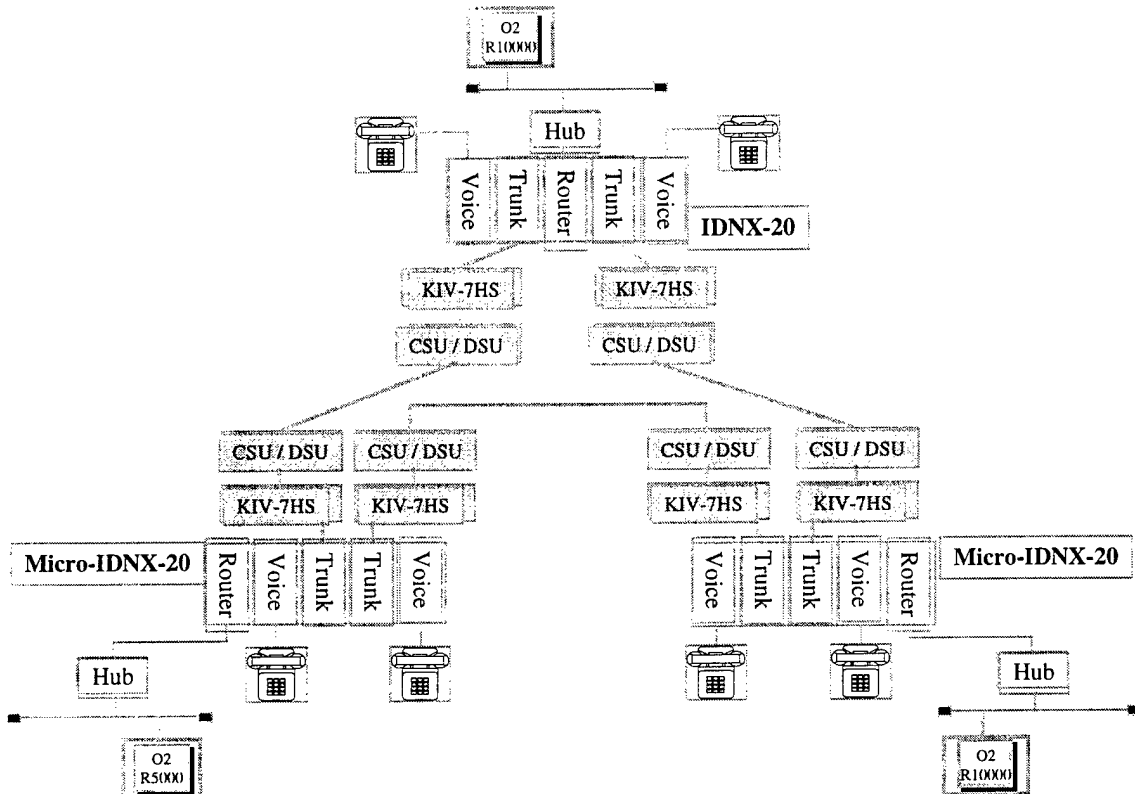 O2
R10000
Hub
Voice
Trunk
Router
Trunk
Voice
IDNX-20
KIV-7HS
KIV-7HS
CSU / DSU
CSU / DSU
CSU / DSU
CSU / DSU
CSU / DSU
CSU / DSU
KIV-7HS
KIV-7HS
KIV-7HS
KIV-7HS
Micro-IDNX-20
Router
Voice
Trunk
Trunk
Voice
Voice
Trunk
Trunk
Voice
Router
Micro-IDNX-20
Hub
Hub
O2
R5000
O2
R10000